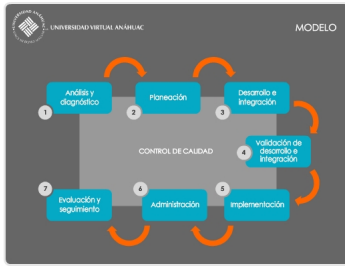 UNIVERSIDAD VIRTUAL ANÁHUAC
MODELO
Análisis y
diagnóstico
1
Planeación
2
Desarrollo e
integración
3
Validación de
desarrollo e
integración
4
CONTROL DE CALIDAD
7
Evaluación y
seguimiento
6
Administración
5
Implementación